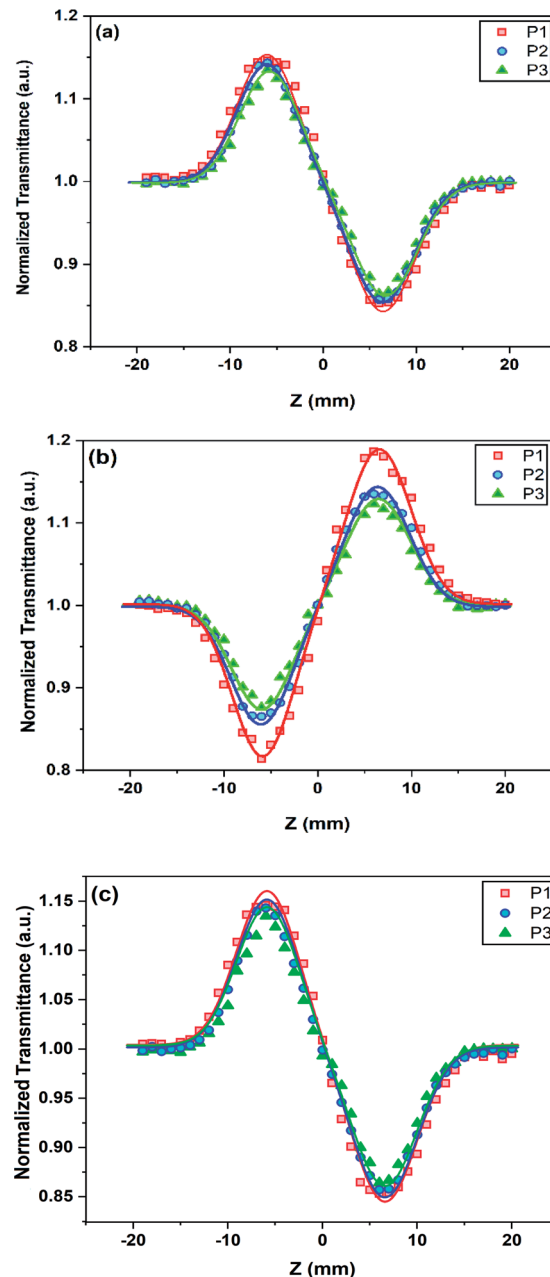 (a)
P1
P2
P3
Normalized Transmittance (a.u.)
1.2
1.1
1.0
0.9
0.8
-20 -10 0 10 20
Z (mm)
(b)
P1
P2
P3
Normalized Transmittance (a.u.)
1.2
1.1
1.0
0.9
0.8
-20 -10 0 10 20
Z (mm)
(c)
P1
P2
P3
Normalized Transmittance (a.u.)
1.15
1.10
1.05
1.00
0.95
0.90
0.85
-20 -10 0 10 20
Z (mm)